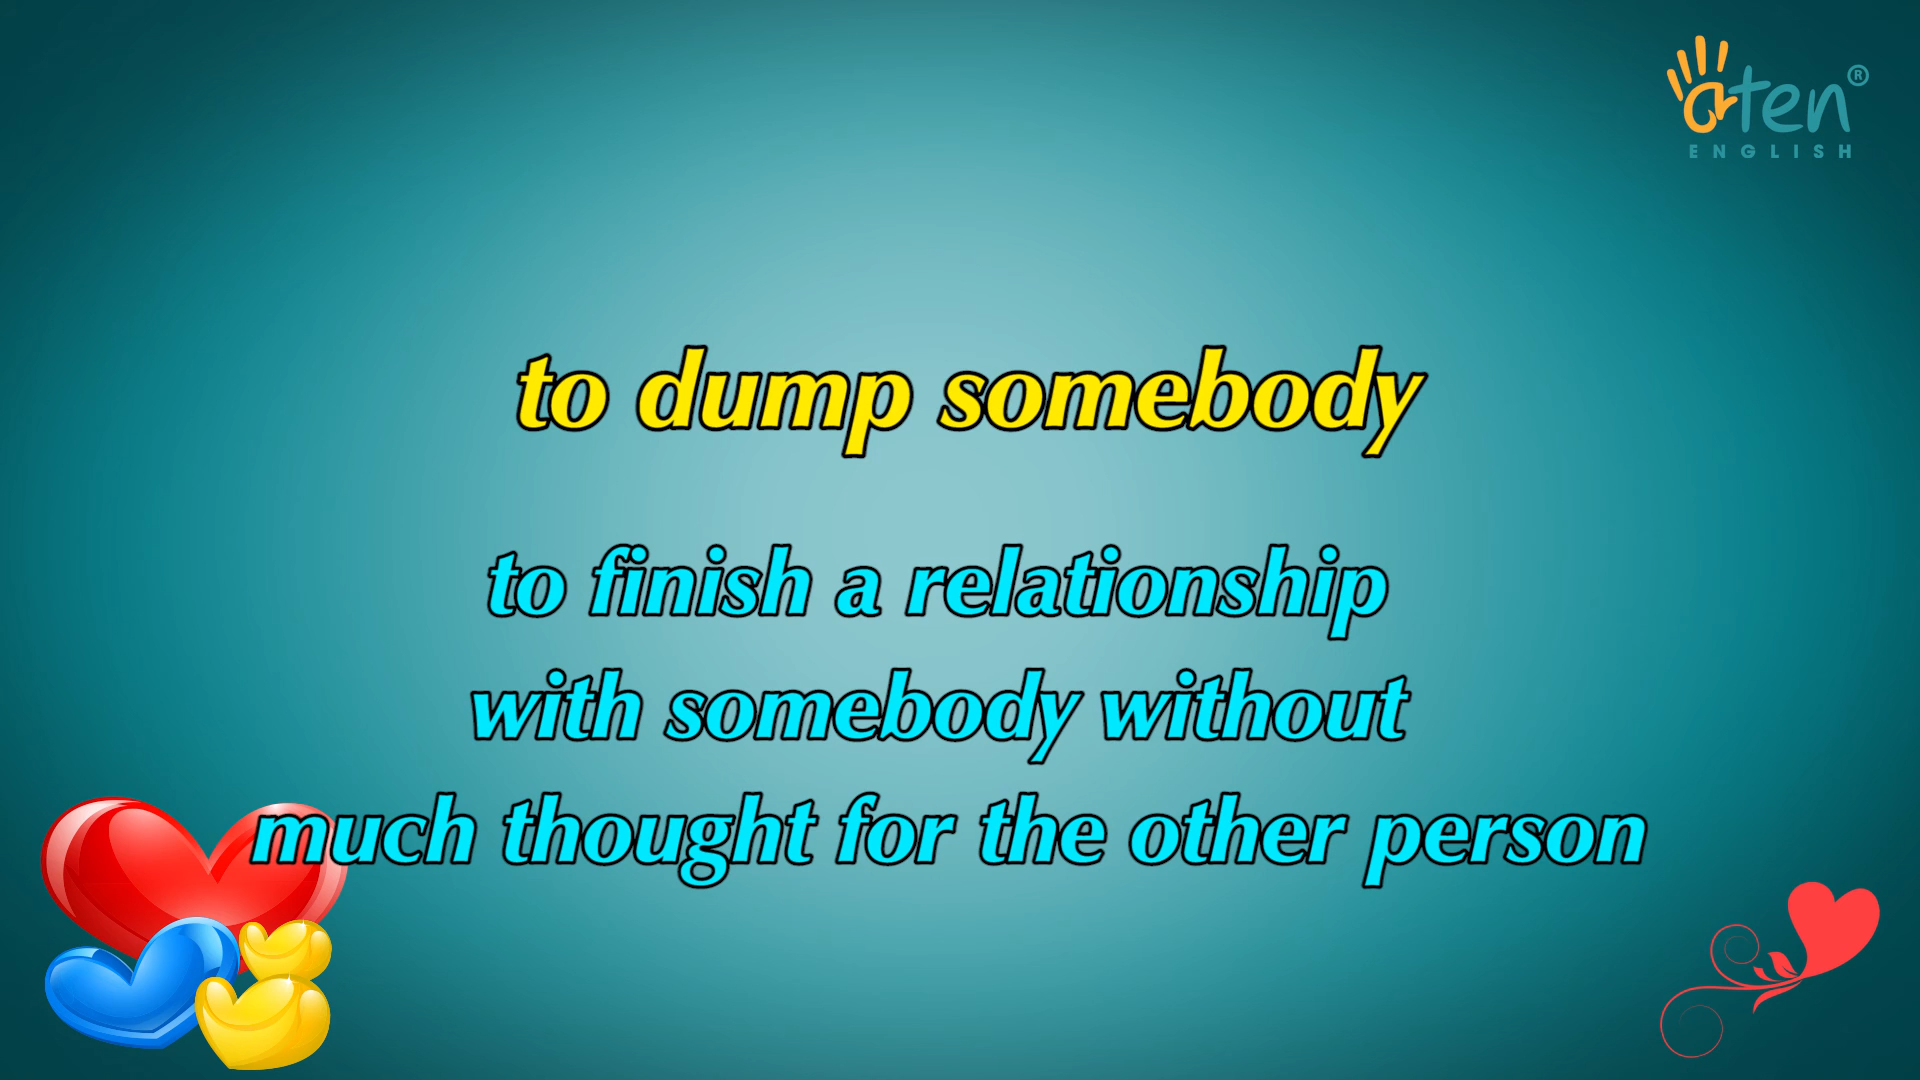 aten®
ENGLISH
to dump somebody
to finish a relationship
with somebody without
much thought for the other person